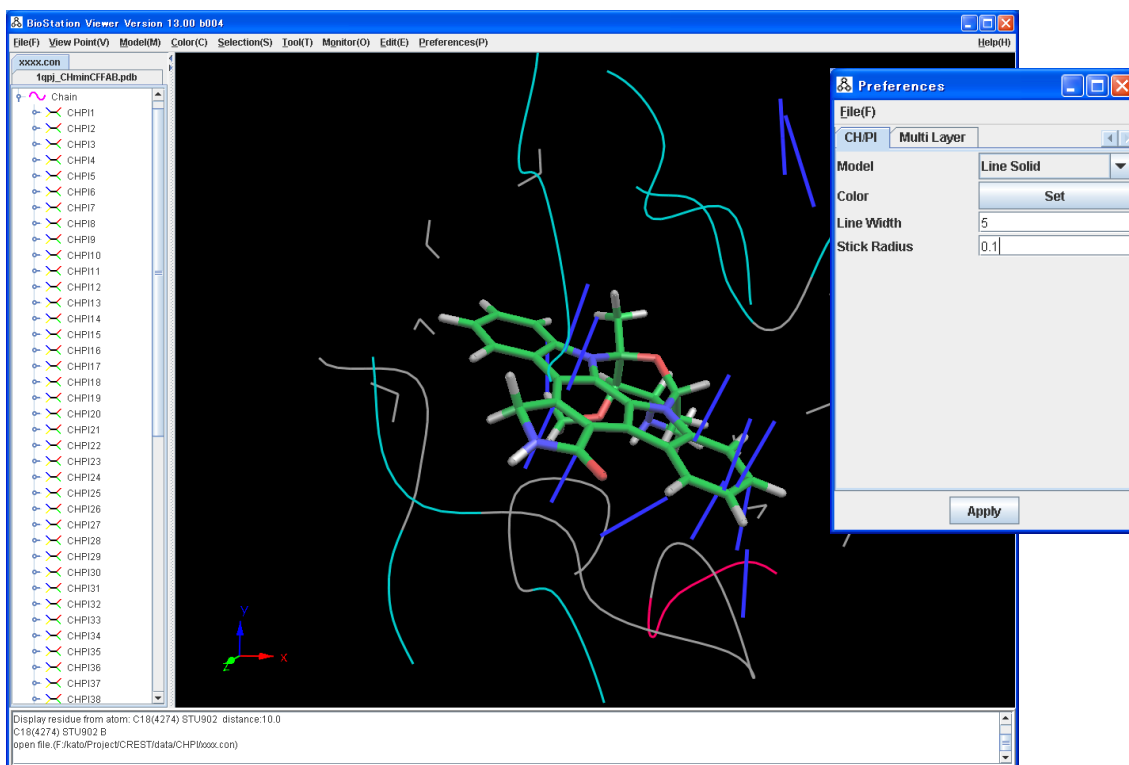 BioStation Viewer Version 13.00 b004
File(F) View Point(V) Model(M) Color(C) Selection(S) Tool(T) Monitor(O) Edit(E) Preferences(P) Help(H)
xxxx.con
1qpj_CHminCFFAB.pdb
Chain
CHPI1
CHPI2
CHPI3
CHPI4
CHPI5
CHPI6
CHPI7
CHPI8
CHPI9
CHPI10
CHPI11
CHPI12
CHPI13
CHPI14
CHPI15
CHPI16
CHPI17
CHPI18
CHPI19
CHPI20
CHPI21
CHPI22
CHPI23
CHPI24
CHPI25
CHPI26
CHPI27
CHPI28
CHPI29
CHPI30
CHPI31
CHPI32
CHPI33
CHPI34
CHPI35
CHPI36
CHPI37
CHPI38
Y
X
Z
Preferences
File(F)
CH/PI Multi Layer
Model Line Solid
Color Set
Line Width 5
Stick Radius 0.1
Apply
Display residue from atom: C18(4274) STU902 distance:10.0
C18(4274) STU902 B
open file.(F:/kato/Project/CREST/data/CHPI/xxxx.con)